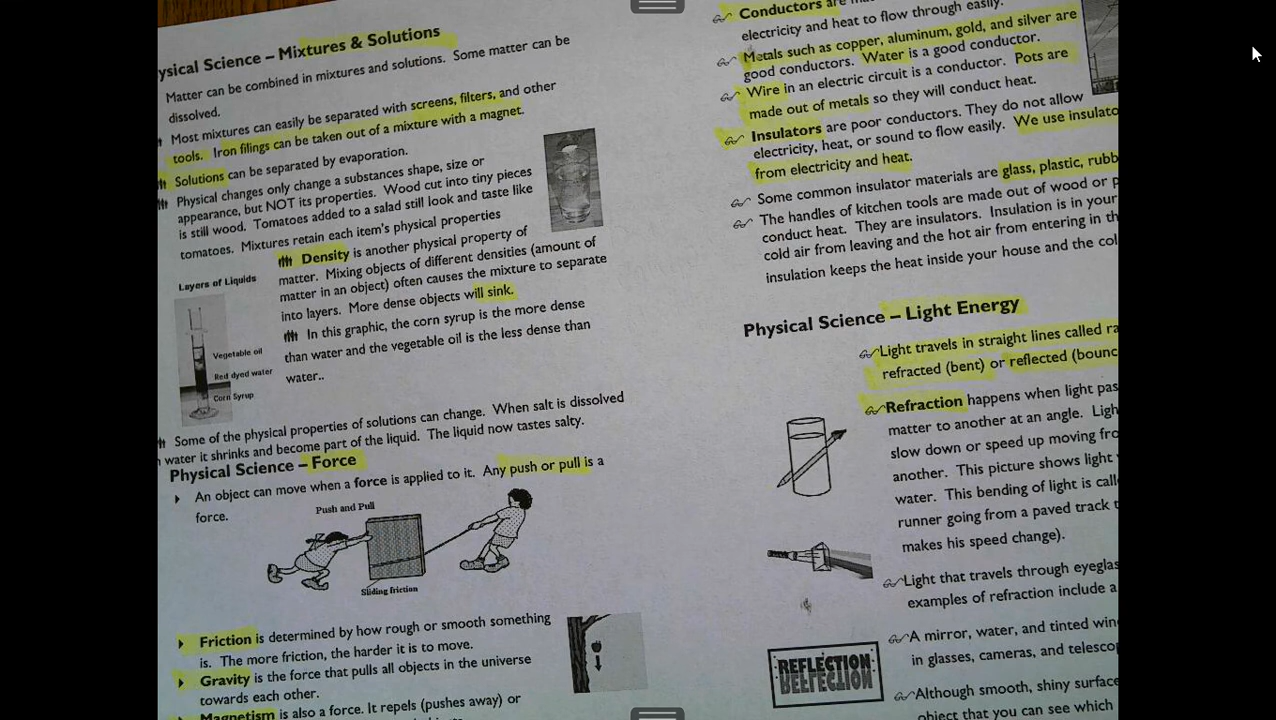 ysical Science – Mixtures & Solutions
Matter can be combined in mixtures and solutions. Some matter can be
dissolved.
Most mixtures can easily be separated with screens, filters, and other
tools. Iron filings can be taken out of a mixture with a magnet.
Solutions can be separated by evaporation.
Physical changes only change a substances shape, size or
appearance, but NOT its properties. Wood cut into tiny pieces
is still wood. Tomatoes added to a salad still look and taste like
tomatoes. Mixtures retain each item's physical properties
Density is another physical property of
matter. Mixing objects of different densities (amount of
matter in an object) often causes the mixture to separate
into layers. More dense objects will sink.
In this graphic, the corn syrup is the more dense
than water and the vegetable oil is the less dense than
water..
Layers of Liquids
Vegetable oil
Red dyed water
Corn Syrup
Some of the physical properties of solutions can change. When salt is dissolved
n water it shrinks and become part of the liquid. The liquid now tastes salty.
Physical Science – Force
An object can move when a force is applied to it. Any push or pull is a
force.
Push and Pull
Sliding friction
Friction is determined by how rough or smooth something
is. The more friction, the harder it is to move.
Gravity is the force that pulls all objects in the universe
towards each other.
Magnetism is also a force. It repels (pushes away) or
Conductors are
electricity and heat to flow through easily.
Metals such as copper, aluminum, gold, and silver are
good conductors. Water is a good conductor.
Wire in an electric circuit is a conductor. Pots are
made out of metals so they will conduct heat.
Insulators are poor conductors. They do not allow
electricity, heat, or sound to flow easily. We use insulato
from electricity and heat.
Some common insulator materials are glass, plastic, rubb
The handles of kitchen tools are made out of wood or p
conduct heat. They are insulators. Insulation is in your
cold air from leaving and the hot air from entering in th
insulation keeps the heat inside your house and the col
Physical Science – Light Energy
Light travels in straight lines called ra
refracted (bent) or reflected (bounc
Refraction happens when light pas
matter to another at an angle. Ligh
slow down or speed up moving fro
another. This picture shows light
water. This bending of light is call
runner going from a paved track t
makes his speed change).
Light that travels through eyeglas
examples of refraction include a
A mirror, water, and tinted win
in glasses, cameras, and telescop
REFLECTION
REFLECTION
Although smooth, shiny surface
object that you can see which